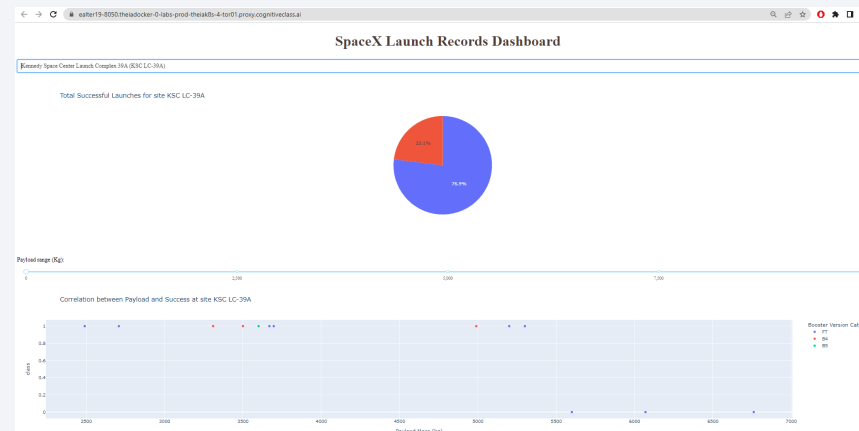 ealter19-8050.theiadocker-0-labs-prod-theiak8s-4-tor01.proxy.cognitiveclass.ai
SpaceX Launch Records Dashboard
Kennedy Space Center Launch Complex 39A (KSC LC-39A)
Total Successful Launches for site KSC LC-39A
23.1%
76.9%
Payload range (Kg):
0 2,500 5,000 7,500
Correlation between Payload and Success at site KSC LC-39A
Booster Version Cat
1
FT
B4
0.8
B5
0.6
class
0.4
0.2
0
2500 3000 3500 4000 4500 5000 5500 6000 6500 7000
Payload Mass (kg)